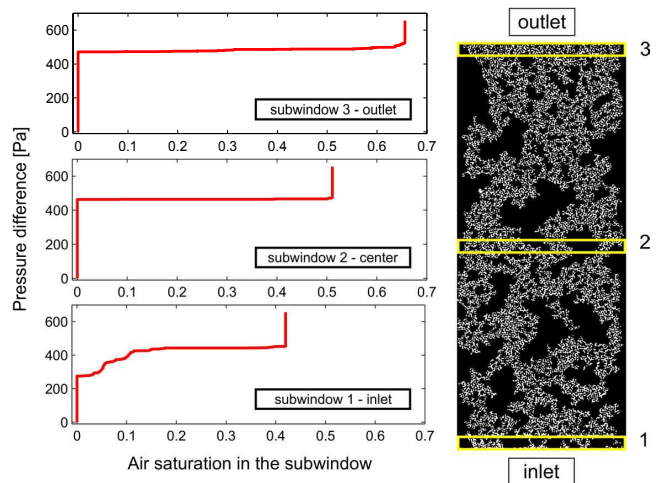 Pressure difference [Pa]
600
400
200
0
subwindow 3 - outlet
0 0.1 0.2 0.3 0.4 0.5 0.6 0.7
600
400
200
0
subwindow 2 - center
0 0.1 0.2 0.3 0.4 0.5 0.6 0.7
600
400
200
0
subwindow 1 - inlet
0 0.1 0.2 0.3 0.4 0.5 0.6 0.7
Air saturation in the subwindow
outlet
3
2
1
inlet